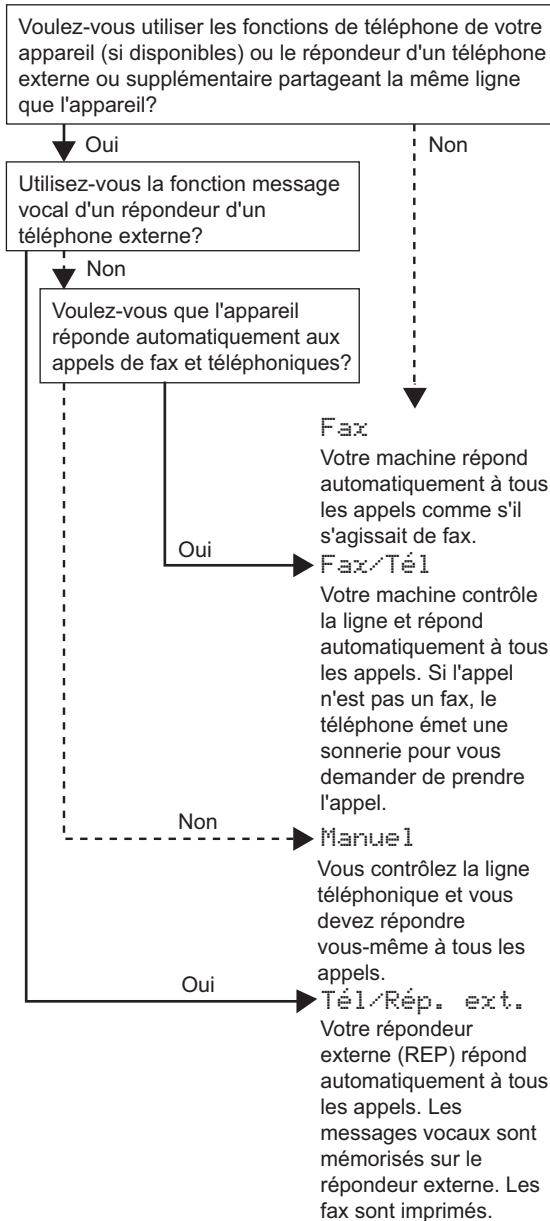 Voulez-vous utiliser les fonctions de téléphone de votre
appareil (si disponibles) ou le répondeur d'un téléphone
externe ou supplémentaire partageant la même ligne
que l'appareil?
Oui
Non
Utilisez-vous la fonction message
vocal d'un répondeur d'un
téléphone externe?
Non
Voulez-vous que l'appareil
réponde automatiquement aux
appels de fax et téléphoniques?
Fax
Votre machine répond
automatiquement à tous
les appels comme s'il
s'agissait de fax.
Oui
Fax/Tél
Votre machine contrôle
la ligne et répond
automatiquement à tous
les appels. Si l'appel
n'est pas un fax, le
téléphone émet une
sonnerie pour vous
demander de prendre
l'appel.
Non
Manuel
Vous contrôlez la ligne
téléphonique et vous
devez répondre
vous-même à tous les
appels.
Oui
Tél/Rép. ext.
Votre répondeur
externe (REP) répond
automatiquement à tous
les appels. Les
messages vocaux sont
mémorisés sur le
répondeur externe. Les
fax sont imprimés.